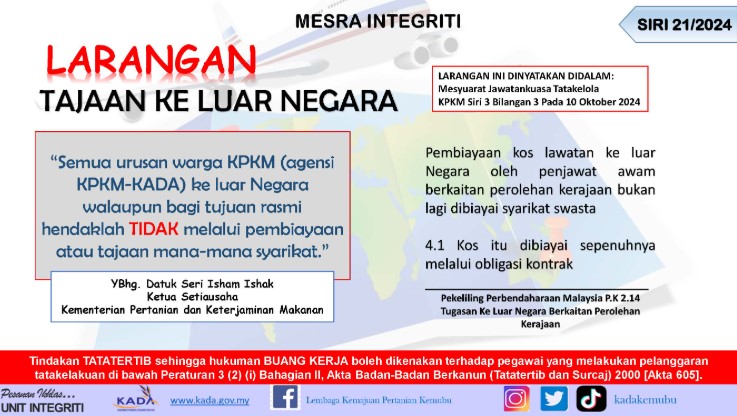 MESRA INTEGRITI
SIRI 21/2024
LARANGAN
TAJAAN KE LUAR NEGARA
LARANGAN INI DINYATAKAN DIDALAM:
Mesyuarat Jawatankuasa Tatakelola
KPKM Siri 3 Bilangan 3 Pada 10 Oktober 2024
“Semua urusan warga KPKM (agensi
KPKM-KADA) ke luar Negara
walaupun bagi tujuan rasmi
hendaklah TIDAK melalui pembiayaan
atau tajaan mana-mana syarikat.”
YBhg. Datuk Seri Isham Ishak
Ketua Setiausaha
Kementerian Pertanian dan Keterjaminan Makanan
Pembiayaan kos lawatan ke luar
Negara oleh penjawat awam
berkaitan perolehan kerajaan bukan
lagi dibiayai syarikat swasta
4.1 Kos itu dibiayai sepenuhnya
melalui obligasi kontrak
Pekeliling Perbendaharaan Malaysia P.K 2.14
Tugasan Ke Luar Negara Berkaitan Perolehan
Kerajaan
Tindakan TATATERTIB sehingga hukuman BUANG KERJA boleh dikenakan terhadap pegawai yang melakukan pelanggaran
tatakelakuan di bawah Peraturan 3 (2) (i) Bahagian II, Akta Badan-Badan Berkanun (Tatatertib dan Surcaj) 2000 [Akta 605].
Pesanan Ikhlas...
UNIT INTEGRITI
KADA
www.kada.gov.my
Lembaga Kemajuan Pertanian Kemubu
kadakemubu